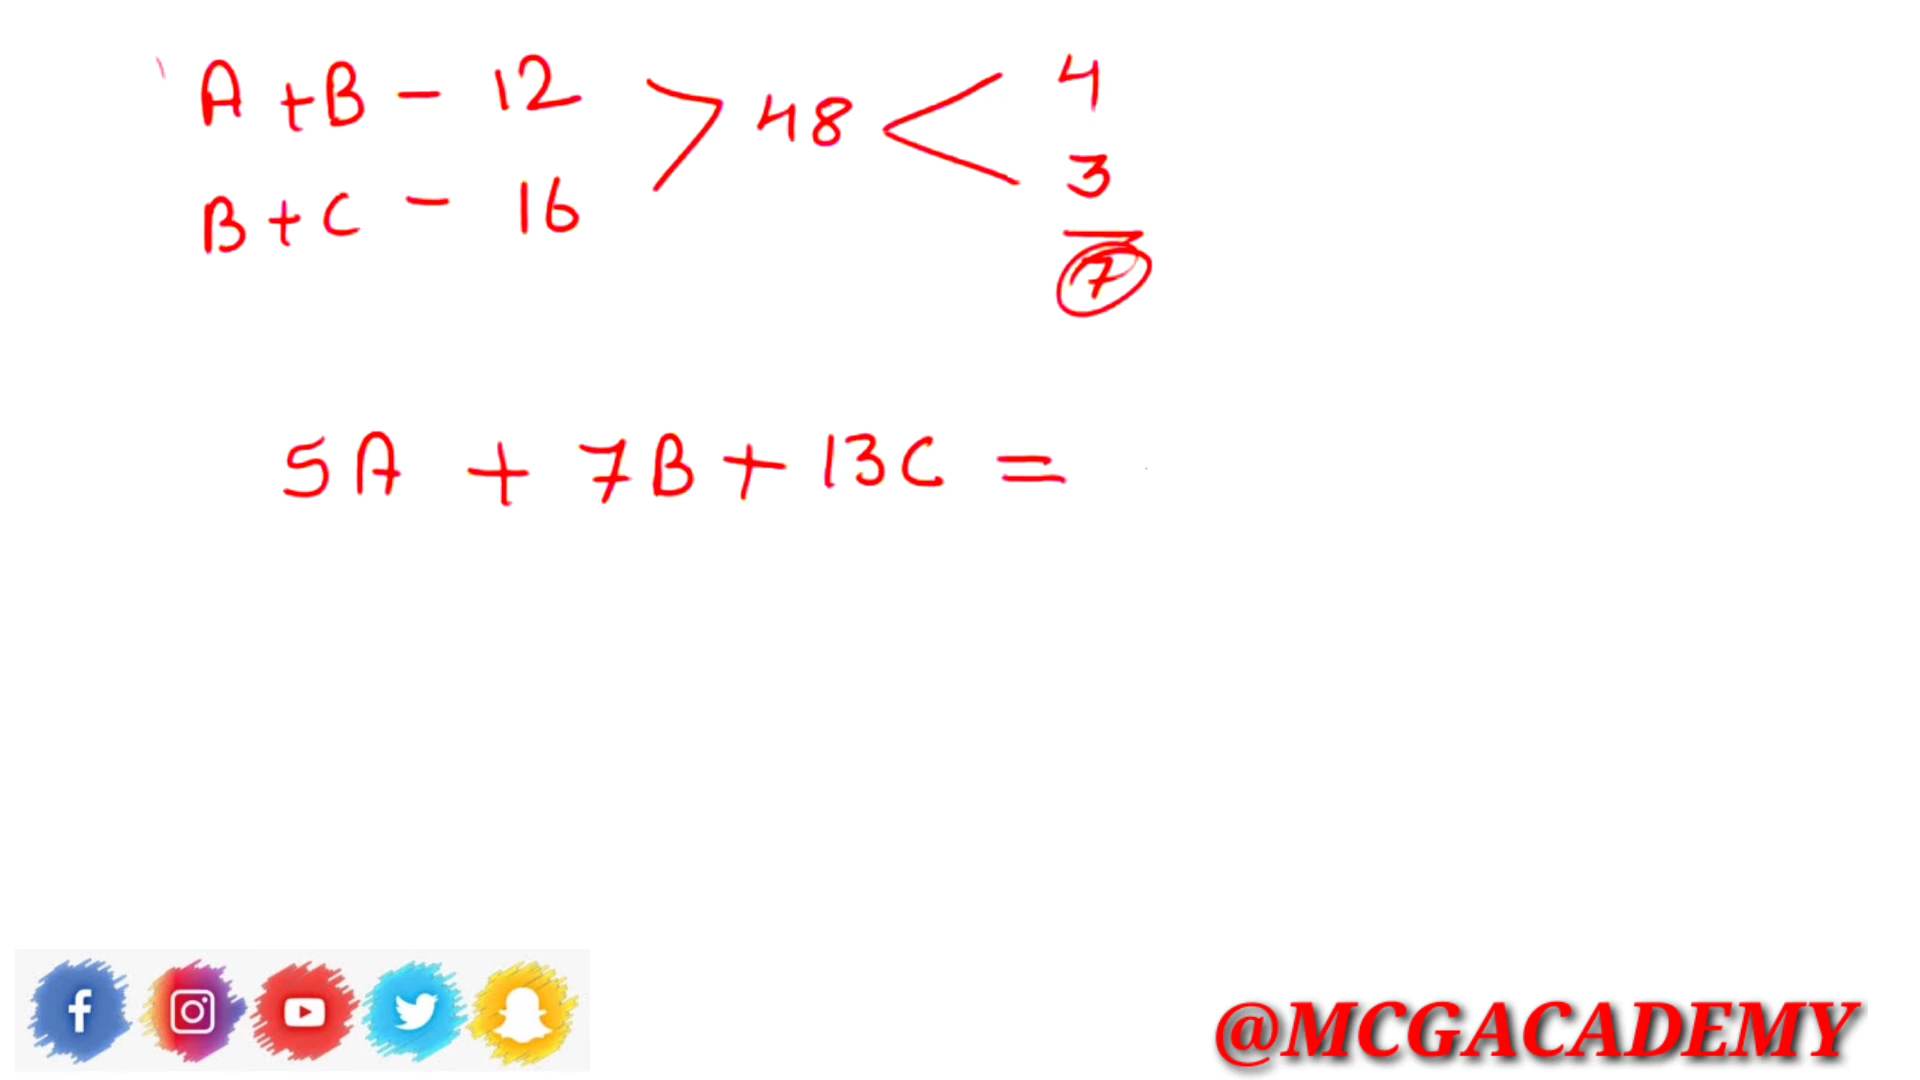 A + B - 12 > 48 < 4
B + C - 16 3
7
5A + 7B + 13C =
f
@MCGACADEMY